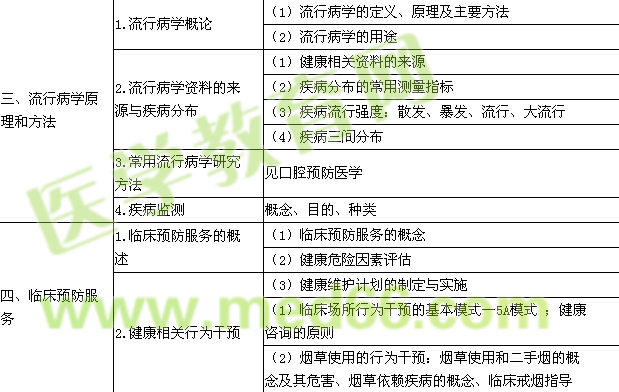 1.流行病学概论
（1）流行病学的定义、原理及主要方法
（2）流行病学的用途
三、流行病学原
理和方法
2.流行病学资料的来
源与疾病分布
（1）健康相关资料的来源
（2）疾病分布的常用测量指标
（3）疾病流行强度：散发、暴发、流行、大流行
（4）疾病三间分布
3.常用流行病学研究
方法
见口腔预防医学
4.疾病监测
概念、目的、种类
四、临床预防服
务
1.临床预防服务的概
述
（1）临床预防服务的概念
（2）健康危险因素评估
（3）健康维护计划的制定与实施
2.健康相关行为干预
（1）临床场所行为干预的基本模式—5A模式 ；健康
咨询的原则
（2）烟草使用的行为干预：烟草使用和二手烟的概
念及其危害、烟草依赖疾病的概念、临床戒烟指导
医学教育网
www.med66.com